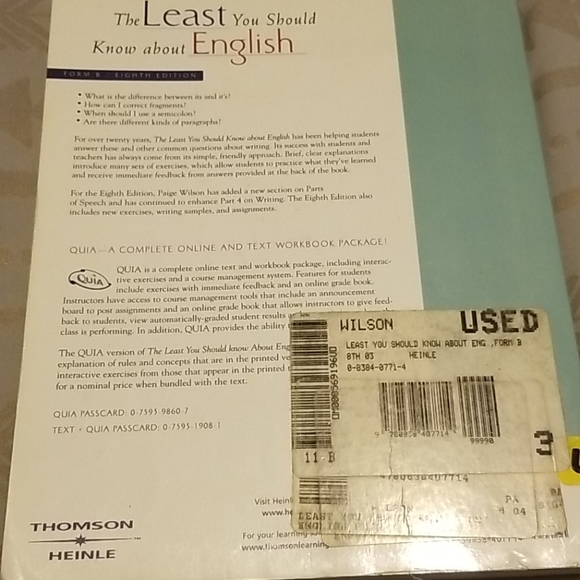 The Least You Should
Know about English
FORM B - EIGHTH EDITION
• What is the difference between its and it's?
• How can I correct fragments?
• When should I use a semicolon?
• Are there different kinds of paragraphs?
For over twenty years, The Least You Should Know about English has been helping students
answer these and other common questions about writing. Its success with students and
teachers has always come from its simple, friendly approach. Brief, clear explanations
introduce many sets of exercises, which allow students to practice what they've learned
and receive immediate feedback from answers provided at the back of the book.
For the Eighth Edition, Paige Wilson has added a new section on Parts
of Speech and has continued to enhance Part 4 on Writing. The Eighth Edition also
includes new exercises, writing samples, and assignments.
QUIA—A COMPLETE ONLINE AND TEXT WORKBOOK PACKAGE!
QUIA
QUIA is a complete online text and workbook package, including interac-
tive exercises and a course management system. Features for students
include exercises with immediate feedback and an online grade book.
Instructors have access to course management tools that include an announcement
board to post assignments and an online grade book that allows instructors to give feed-
back to students, view automatically-graded student results
class is performing. In addition, QUIA provides the ability
The QUIA version of The Least You Should know About Eng
explanation of rules and concepts that are in the printed ve
interactive exercises from those that appear in the printed
for a nominal price when bundled with the text.
QUIA PASSCARD: 0-7595-9860-7
TEXT + QUIA PASSCARD: 0-7595-1908-1
WILSON USED
LEAST YOU SHOULD KNOW ABOUT ENG.,FORM B
8TH 03 HEINLE
0-8384-0771-4
9 780838 407714
99990
3
11-B
9780838407714
PA
9 04
Visit Heinl
www.he
For your learning
www.thomsonlearning
THOMSON
HEINLE